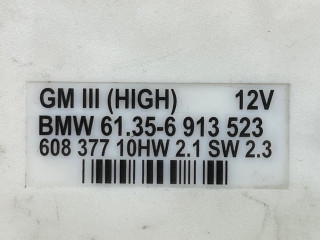 GM III (HIGH) 12V
BMW 61.35-6 913 523
608 377 10HW 2.1 SW 2.3